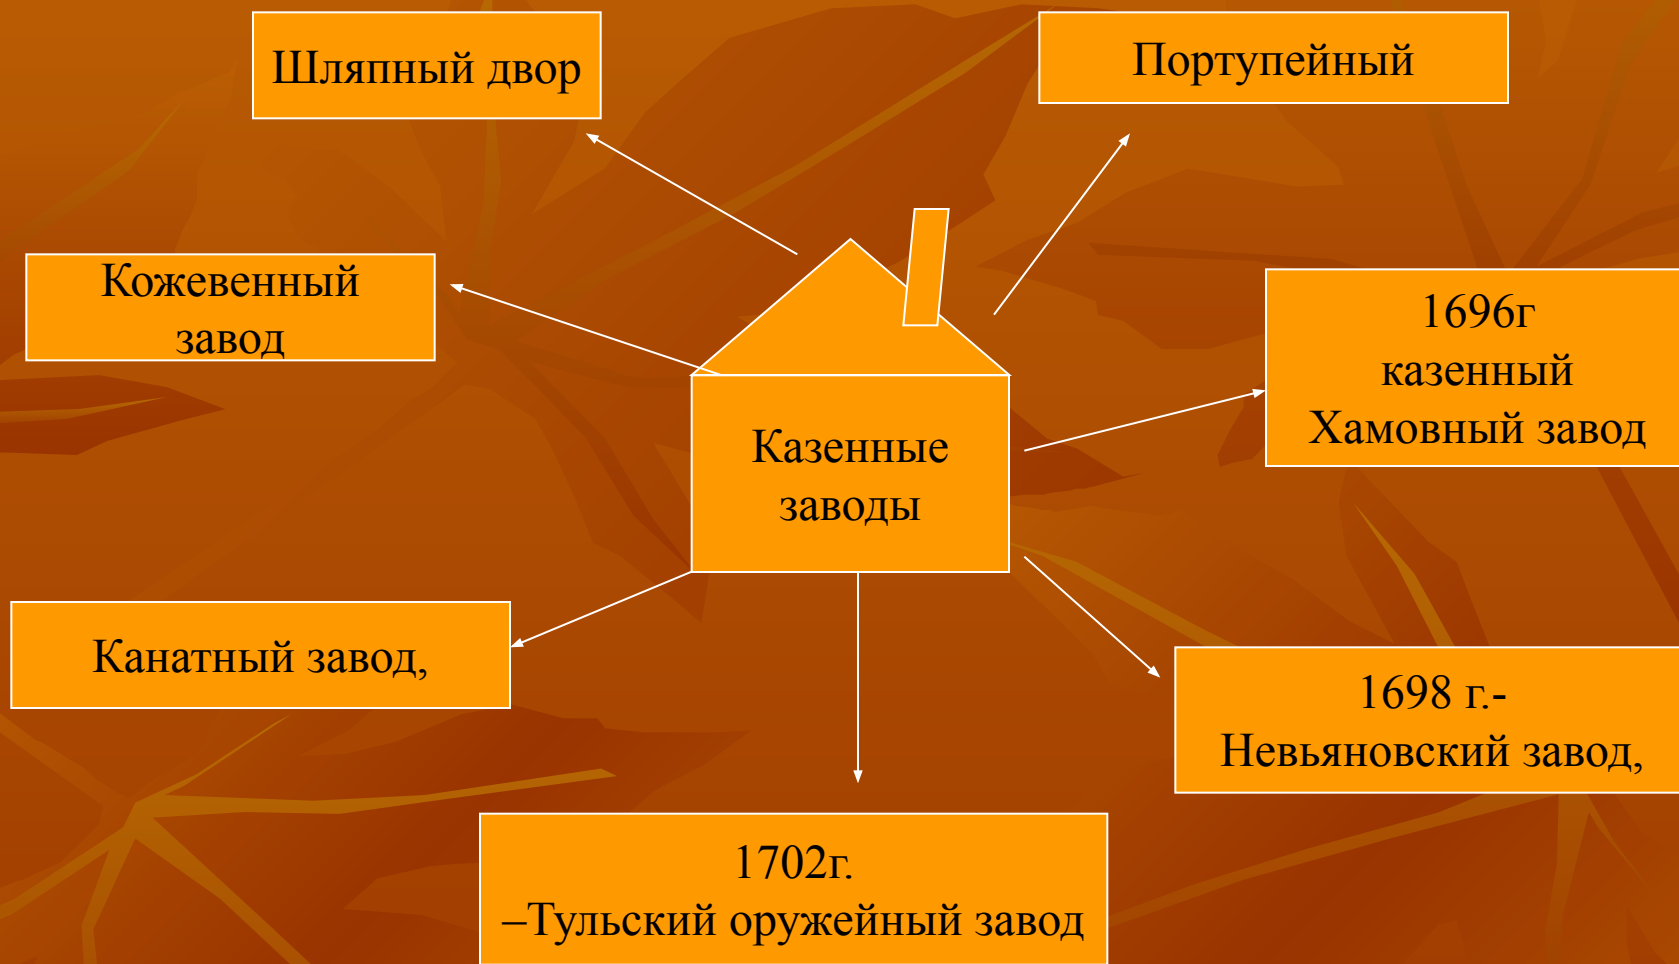 Шляпный двор
Портупейный
Кожевенный
завод
1696г
казенный
Хамовный завод
Казенные
заводы
Канатный завод,
1698 г.-
Невьяновский завод,
1702г.
–Тульский оружейный завод